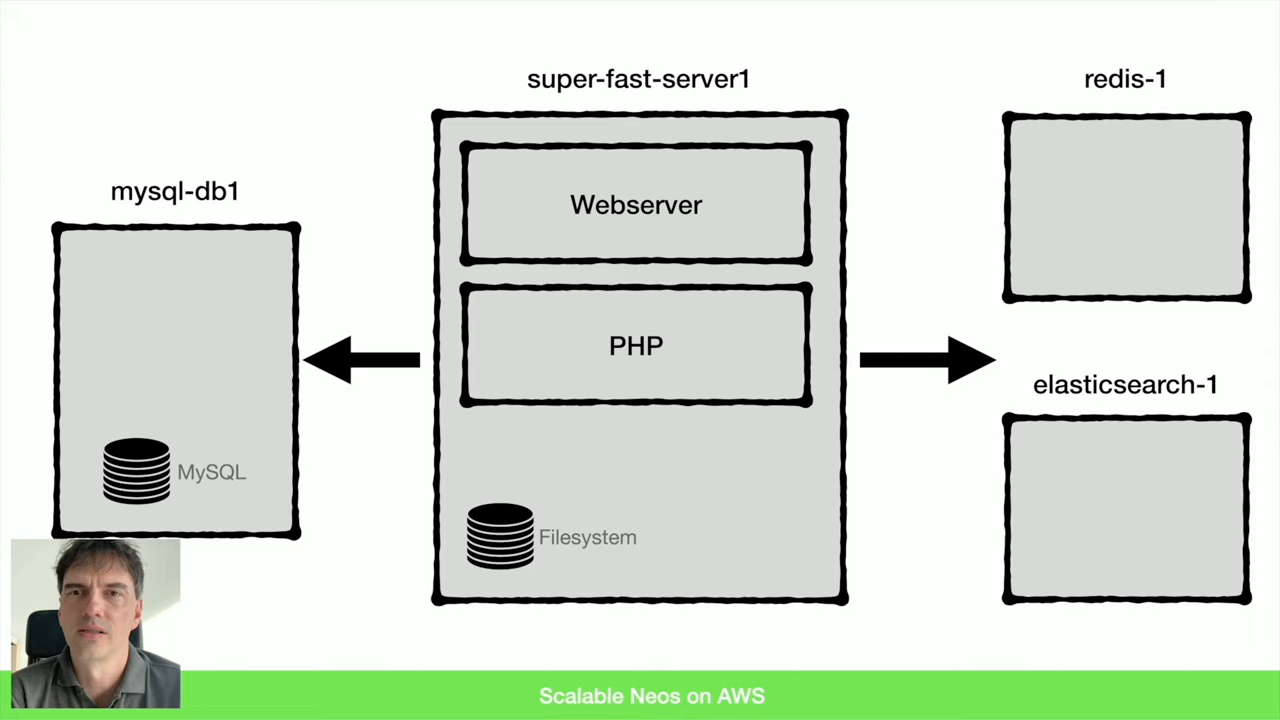 mysql-db1
MySQL
super-fast-server1
Webserver
PHP
Filesystem
redis-1
elasticsearch-1
Scalable Neos on AWS